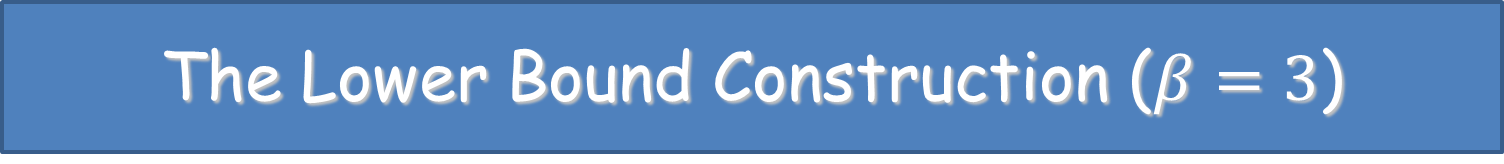 The Lower Bound Construction (𝛽 = 3)